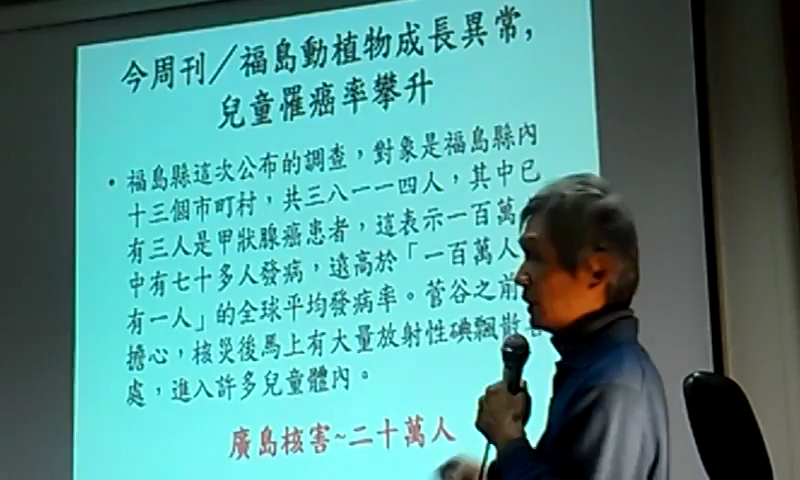 今周刊／福島動植物成長異常,
兒童罹癌率攀升
• 福島縣這次公布的調查，對象是福島縣內
十三個市町村，共三八一一四人，其中已
有三人是甲狀腺癌患者，這表示一百萬
中有七十多人發病，遠高於「一百萬人
有一人」的全球平均發病率。菅谷之前
擔心，核災後馬上有大量放射性碘飄散
處，進入許多兒童體內。
廣島核害~二十萬人